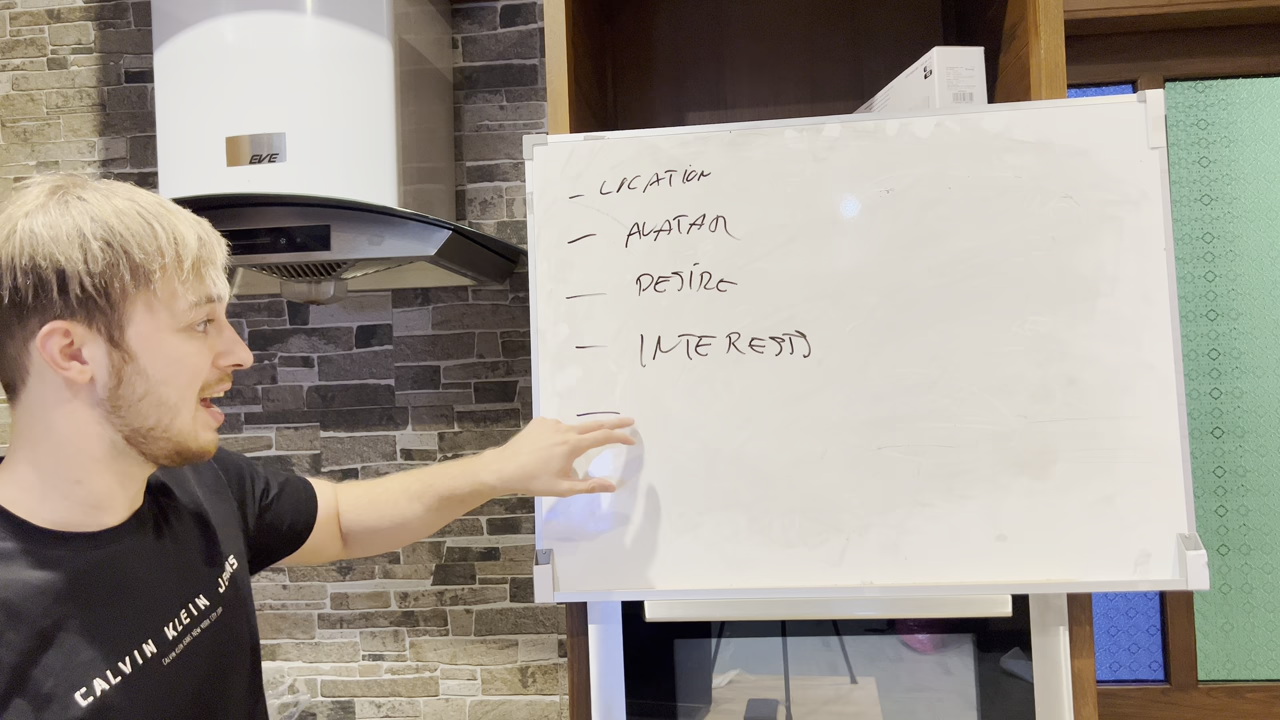 EVE
- LOCATION
- AVATAR
- DESiRE
- INTERESTS
-
CALVIN KLEIN JEANS